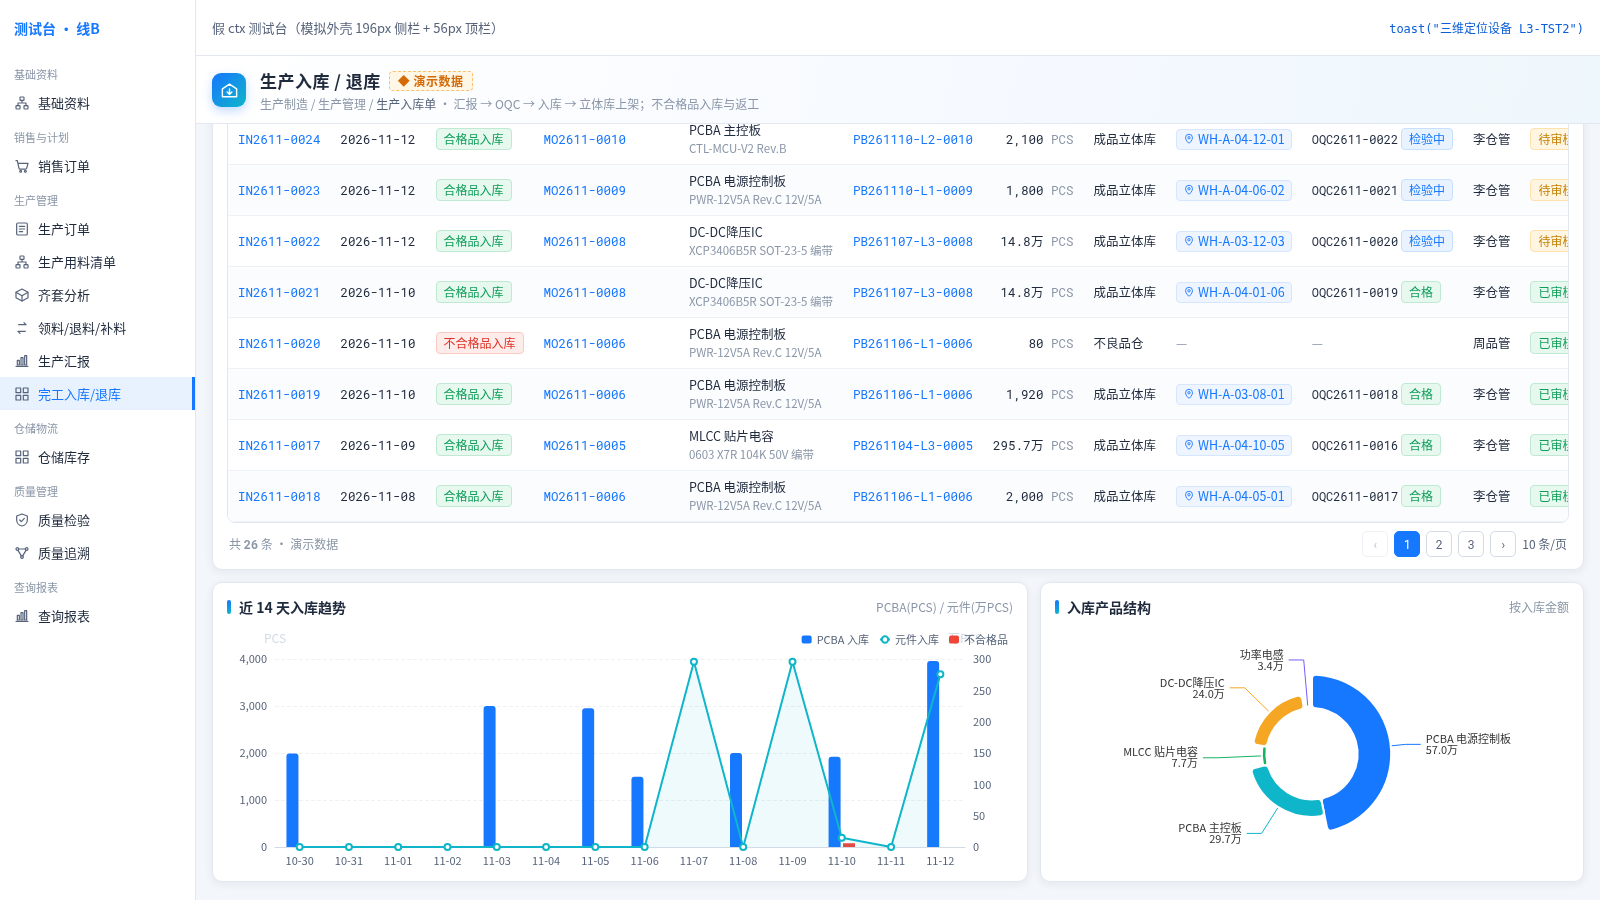 测试台 · 线B
基础资料
基础资料
销售与计划
销售订单
生产管理
生产订单
生产用料清单
齐套分析
领料/退料/补料
生产汇报
完工入库/退库
仓储物流
仓储库存
质量管理
质量检验
质量追溯
查询报表
查询报表
假 ctx 测试台（模拟外壳 196px 侧栏 + 56px 顶栏）
toast("三维定位设备 L3-TST2")
生产入库 / 退库 ◆ 演示数据
生产制造 / 生产管理 / 生产入库单 · 汇报 → OQC → 入库 → 立体库上架；不合格品入库与返工
IN2611-0024 2026-11-12 合格品入库 MO2611-0010 PCBA 主控板 CTL-MCU-V2 Rev.B PB261110-L2-0010 2,100 PCS 成品立体库 WH-A-04-12-01 OQC2611-0022 检验中 李仓管 待审
IN2611-0023 2026-11-12 合格品入库 MO2611-0009 PCBA 电源控制板 PWR-12V5A Rev.C 12V/5A PB261110-L1-0009 1,800 PCS 成品立体库 WH-A-04-06-02 OQC2611-0021 检验中 李仓管 待审
IN2611-0022 2026-11-12 合格品入库 MO2611-0008 DC-DC降压IC XCP3406B5R SOT-23-5 编带 PB261107-L3-0008 14.8万 PCS 成品立体库 WH-A-03-12-03 OQC2611-0020 检验中 李仓管 待审
IN2611-0021 2026-11-10 合格品入库 MO2611-0008 DC-DC降压IC XCP3406B5R SOT-23-5 编带 PB261107-L3-0008 14.8万 PCS 成品立体库 WH-A-04-01-06 OQC2611-0019 合格 李仓管 已审
IN2611-0020 2026-11-10 不合格品入库 MO2611-0006 PCBA 电源控制板 PWR-12V5A Rev.C 12V/5A PB261106-L1-0006 80 PCS 不良品仓 — — 周品管 已审
IN2611-0019 2026-11-10 合格品入库 MO2611-0006 PCBA 电源控制板 PWR-12V5A Rev.C 12V/5A PB261106-L1-0006 1,920 PCS 成品立体库 WH-A-03-08-01 OQC2611-0018 合格 李仓管 已审
IN2611-0017 2026-11-09 合格品入库 MO2611-0005 MLCC 贴片电容 0603 X7R 104K 50V 编带 PB261104-L3-0005 295.7万 PCS 成品立体库 WH-A-04-10-05 OQC2611-0016 合格 李仓管 已审
IN2611-0018 2026-11-08 合格品入库 MO2611-0006 PCBA 电源控制板 PWR-12V5A Rev.C 12V/5A PB261106-L1-0006 2,000 PCS 成品立体库 WH-A-04-05-01 OQC2611-0017 合格 李仓管 已审
共 26 条 · 演示数据
‹ 1 2 3 › 10 条/页
近 14 天入库趋势
PCBA(PCS) / 元件(万PCS)
PCS
PCBA 入库 元件入库 不合格品
4,000
3,000
2,000
1,000
0
300
250
200
150
100
50
0
10-30 10-31 11-01 11-02 11-03 11-04 11-05 11-06 11-07 11-08 11-09 11-10 11-11 11-12
入库产品结构
按入库金额
功率电感
3.4万
DC-DC降压IC
24.0万
MLCC 贴片电容
7.7万
PCBA 主控板
29.7万
PCBA 电源控制板
57.0万